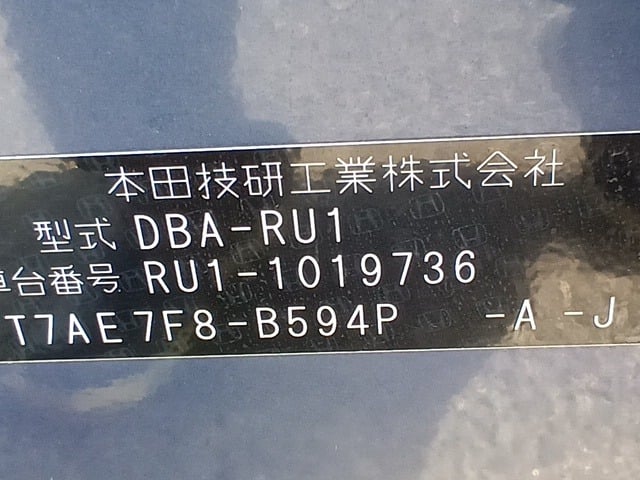 本田技研工業株式会社
型式 DBA-RU1
車台番号 RU1-1019736
T7AE7F8-B594P -A -J